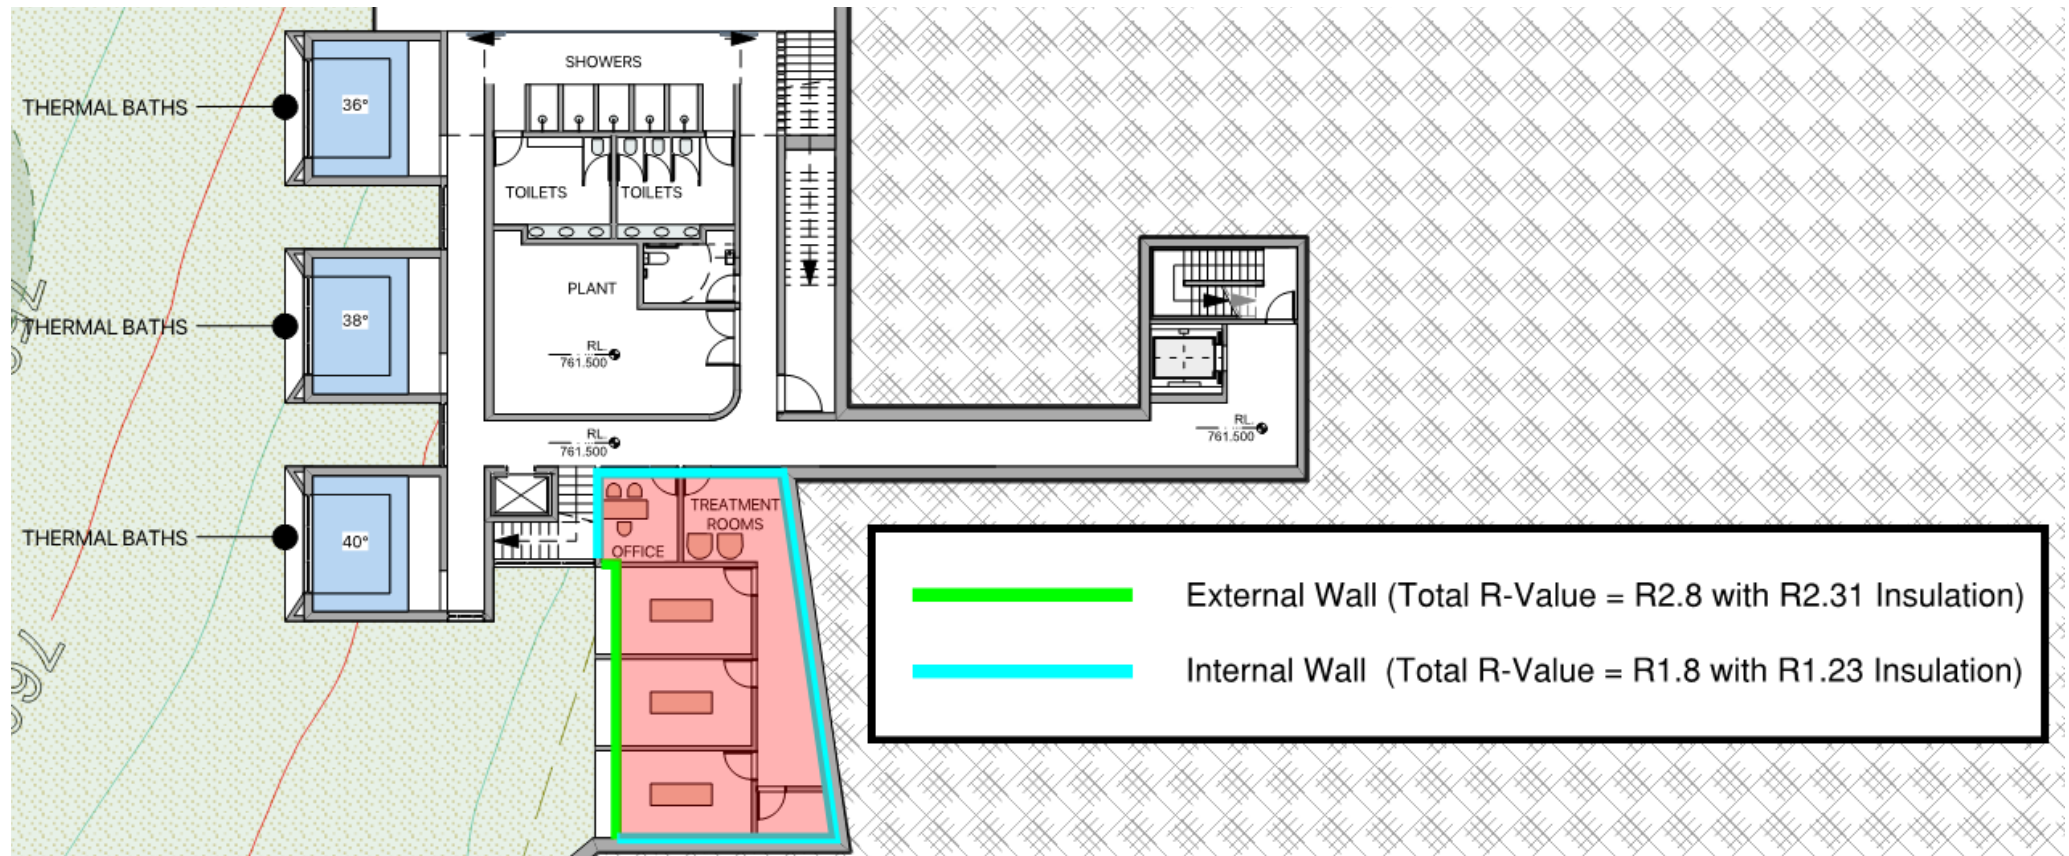 SHOWERS
THERMAL BATHS
36°
TOILETS
TOILETS
THERMAL BATHS
38°
PLANT
RL.
761.500
RL.
761.500
RL.
761.500
THERMAL BATHS
40°
TREATMENT
ROOMS
OFFICE
External Wall (Total R-Value = R2.8 with R2.31 Insulation)
Internal Wall (Total R-Value = R1.8 with R1.23 Insulation)